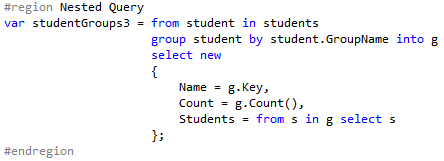 #region Nested Query
var studentGroups3 = from student in students
group student by student.GroupName into g
select new
{
Name = g.Key,
Count = g.Count(),
Students = from s in g select s
};
#endregion